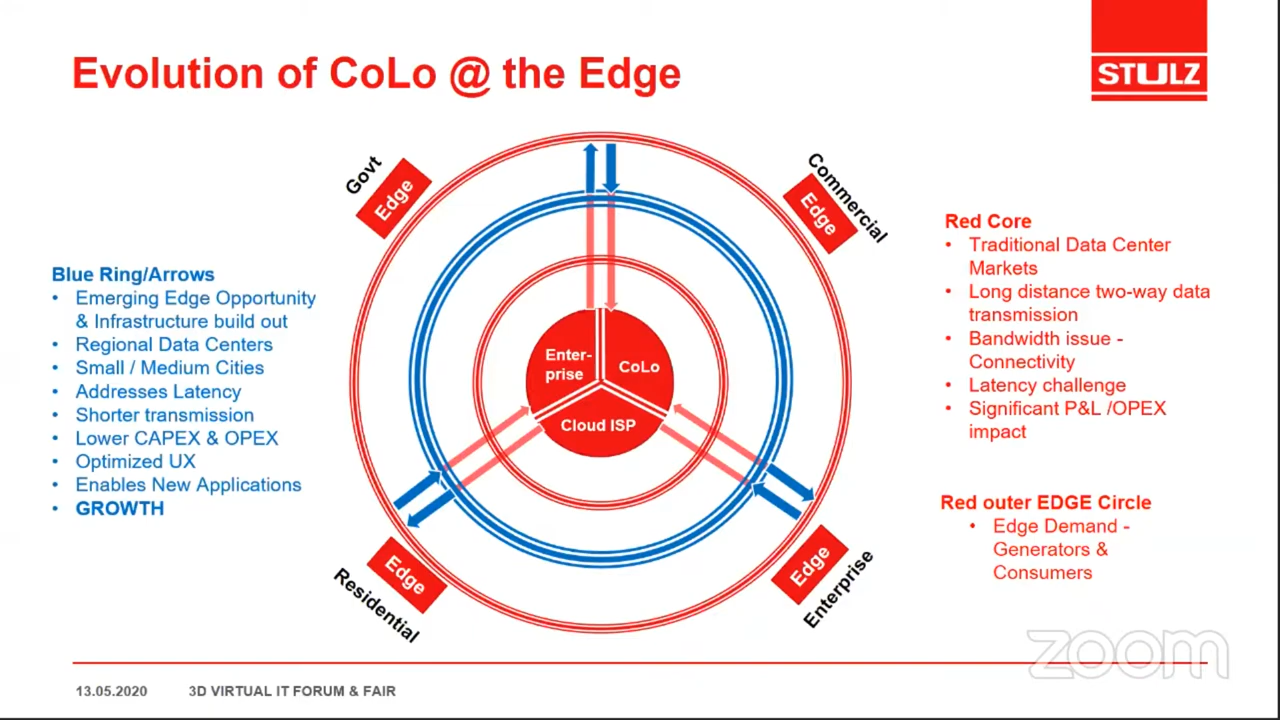 Evolution of CoLo @ the Edge
STULZ
Govt
Edge
Commercial
Edge
Blue Ring/Arrows
• Emerging Edge Opportunity
& Infrastructure build out
• Regional Data Centers
• Small / Medium Cities
• Addresses Latency
• Shorter transmission
• Lower CAPEX & OPEX
• Optimized UX
• Enables New Applications
• GROWTH
Enter-
prise
CoLo
Cloud ISP
Red Core
• Traditional Data Center
Markets
• Long distance two-way data
transmission
• Bandwidth issue -
Connectivity
• Latency challenge
• Significant P&L /OPEX
impact
Red outer EDGE Circle
• Edge Demand -
Generators &
Consumers
Edge
Residential
Edge
Enterprise
zoom
13.05.2020 3D VIRTUAL IT FORUM & FAIR